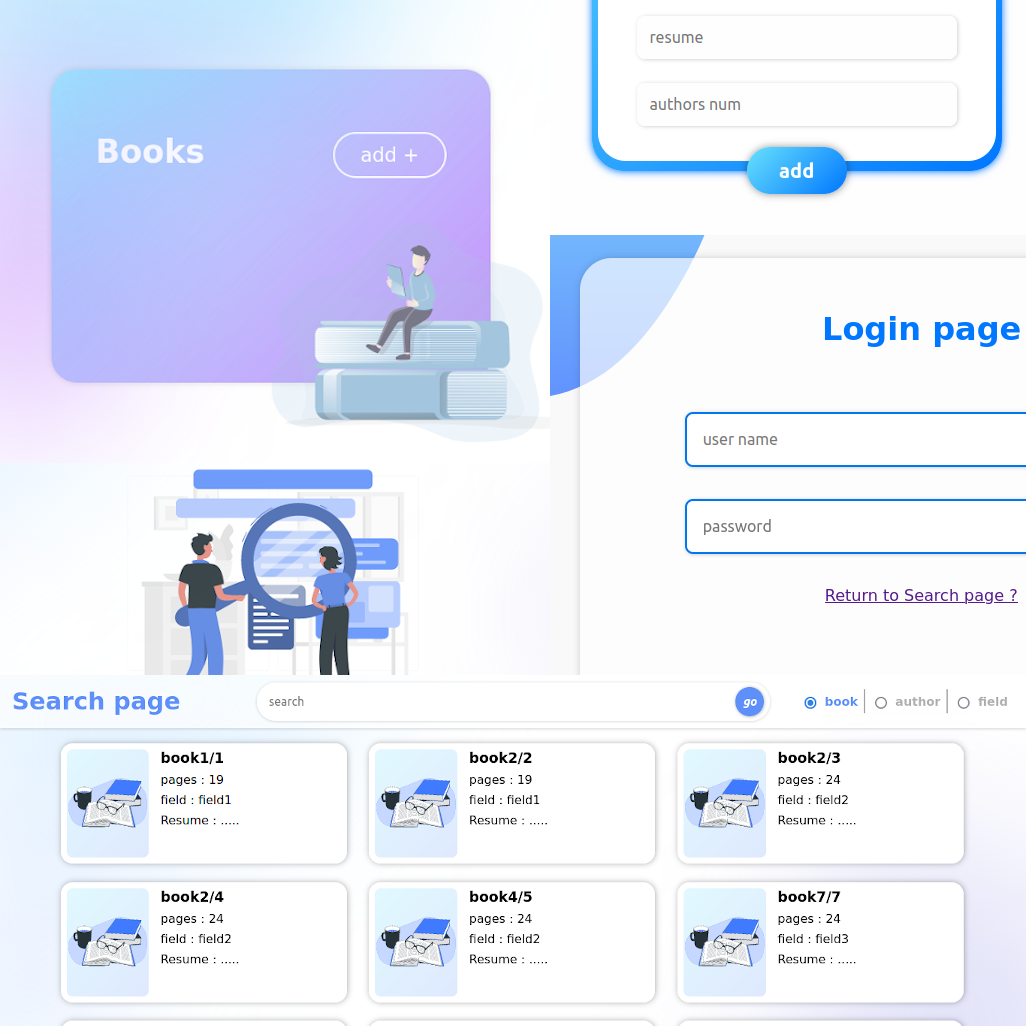 Books
add +
resume
authors num
add
Login page
user name
password
Return to Search page ?
Search page
search
go
book
author
field
book1/1
pages : 19
field : field1
Resume : .....
book2/2
pages : 19
field : field1
Resume : .....
book2/3
pages : 24
field : field2
Resume : .....
book2/4
pages : 24
field : field2
Resume : .....
book4/5
pages : 24
field : field2
Resume : .....
book7/7
pages : 24
field : field3
Resume : .....